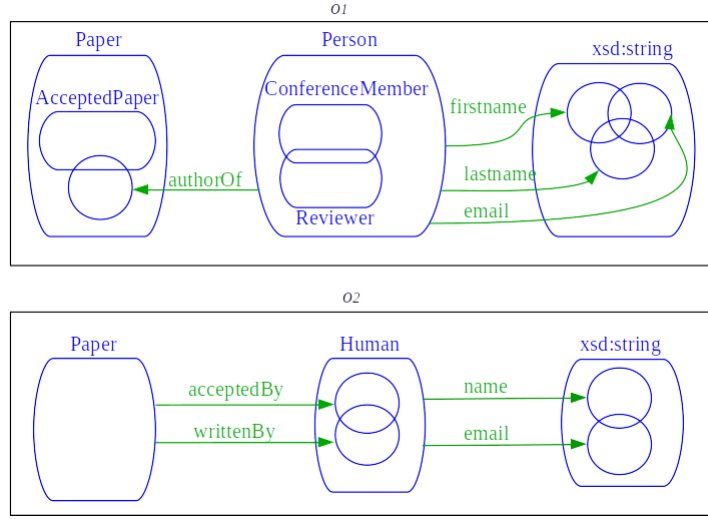 o1
Paper
Person
xsd:string
AcceptedPaper
ConferenceMember
firstname
authorOf
lastname
Reviewer
email
o2
Paper
Human
xsd:string
acceptedBy
name
writtenBy
email